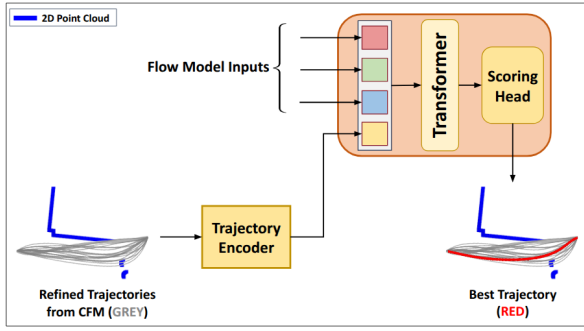 2D Point Cloud
Flow Model Inputs
Transformer
Scoring
Head
Trajectory
Encoder
Refined Trajectories
from CFM (GREY)
Best Trajectory
(RED)